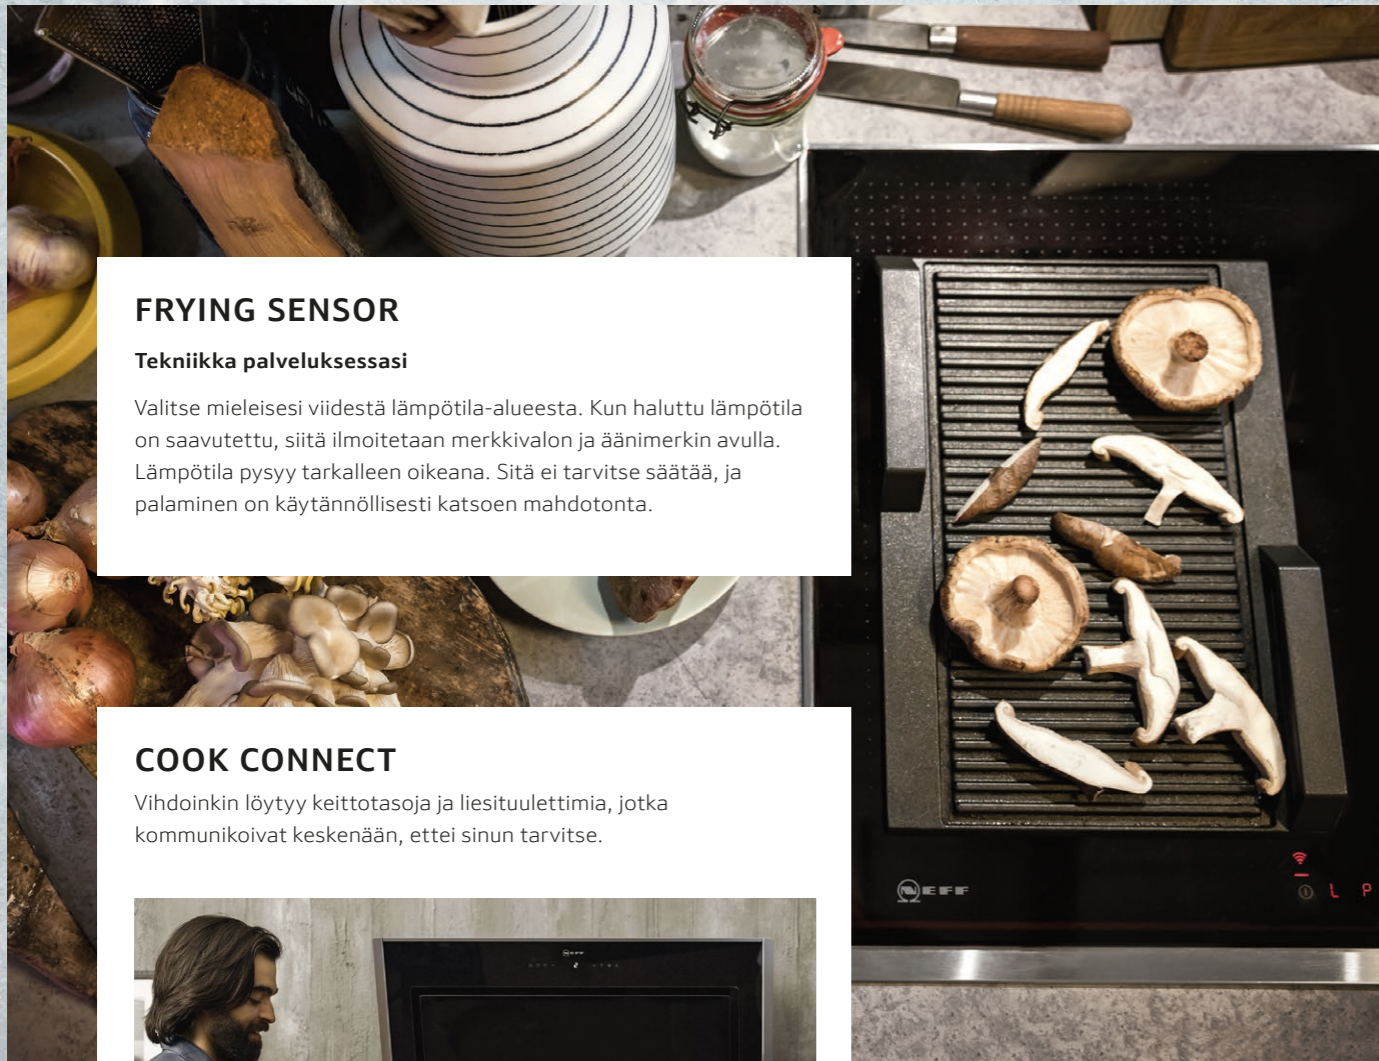 FRYING SENSOR
Tekniikka palveluksessasi
Valitse mieleisesi viidestä lämpötila-alueesta. Kun haluttu lämpötila
on saavutettu, siitä ilmoitetaan merkkivalon ja äänimerkin avulla.
Lämpötila pysyy tarkalleen oikeana. Sitä ei tarvitse säätää, ja
palaminen on käytännöllisesti katsoen mahdotonta.
COOK CONNECT
Vihdoinkin löytyy keittotasoja ja liesituulettimia, jotka
kommunikoivat keskenään, ettei sinun tarvitse.
NEFF
L P
NEFF